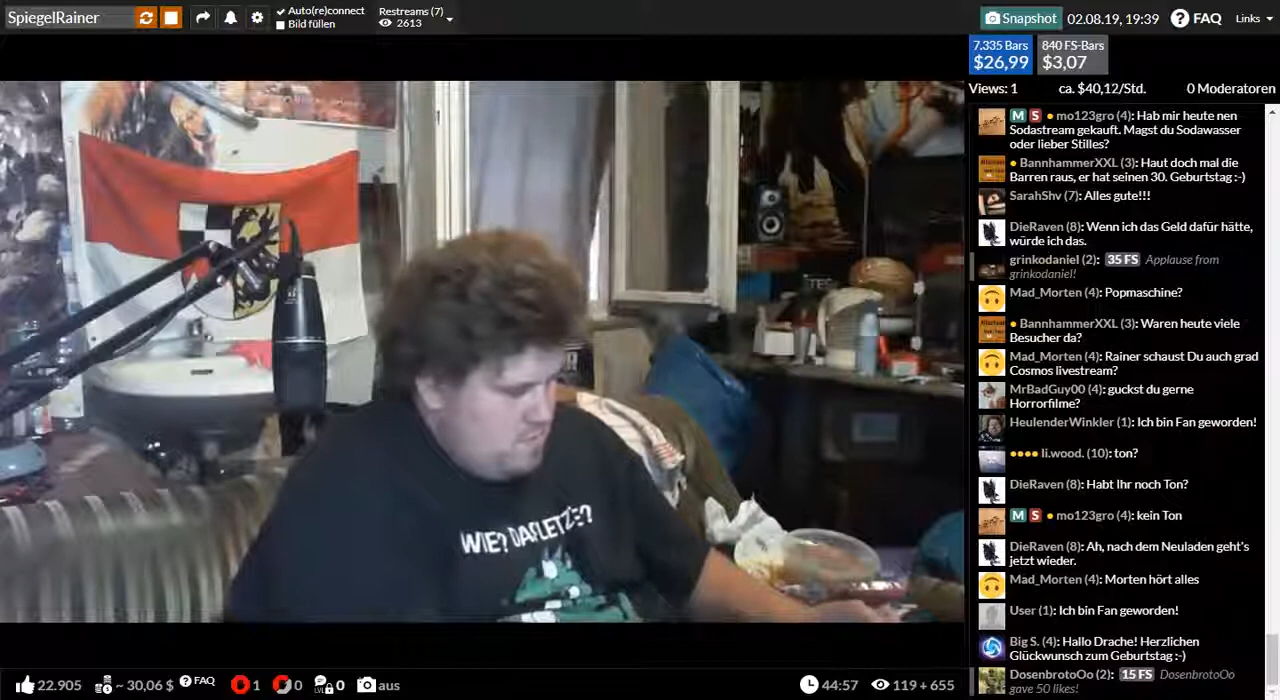 SpiegelRainer
Auto(re)connect
Bild füllen
Restreams (7)
2613
Snapshot
02.08.19, 19:39
FAQ
Links
7.335 Bars
$26,99
840 FS-Bars
$3,07
Views: 1
ca. $40,12/Std.
0 Moderatoren
M S mo123gro (4): Hab mir heute nen
Sodastream gekauft. Magst du Sodawasser
oder lieber Stilles?
BannhammerXXL (3): Haut doch mal die
Barren raus, er hat seinen 30. Geburtstag :-)
SarahShv (7): Alles gute!!!
DieRaven (8): Wenn ich das Geld dafür hätte,
würde ich das.
grinkodaniel (2): 35 FS Applause from
grinkodaniel!
Mad_Morten (4): Popmaschine?
BannhammerXXL (3): Waren heute viele
Besucher da?
Mad_Morten (4): Rainer schaust Du auch grad
Cosmos livestream?
MrBadGuy00 (4): guckst du gerne
Horrorfilme?
HeulenderWinkler (1): Ich bin Fan geworden!
li.wood. (10): ton?
DieRaven (8): Habt Ihr noch Ton?
M S mo123gro (4): kein Ton
DieRaven (8): Ah, nach dem Neuladen geht's
jetzt wieder.
Mad_Morten (4): Morten hört alles
User (1): Ich bin Fan geworden!
Big S. (4): Hallo Drache! Herzlichen
Glückwunsch zum Geburtstag :-)
DosenbrotoOo (2): 15 FS DosenbrotoOo
gave 50 likes!
WIE? DAS LETZTE?
22.905
~ 30,06 $
FAQ
1
0
LVL
0
aus
44:57
119 + 655